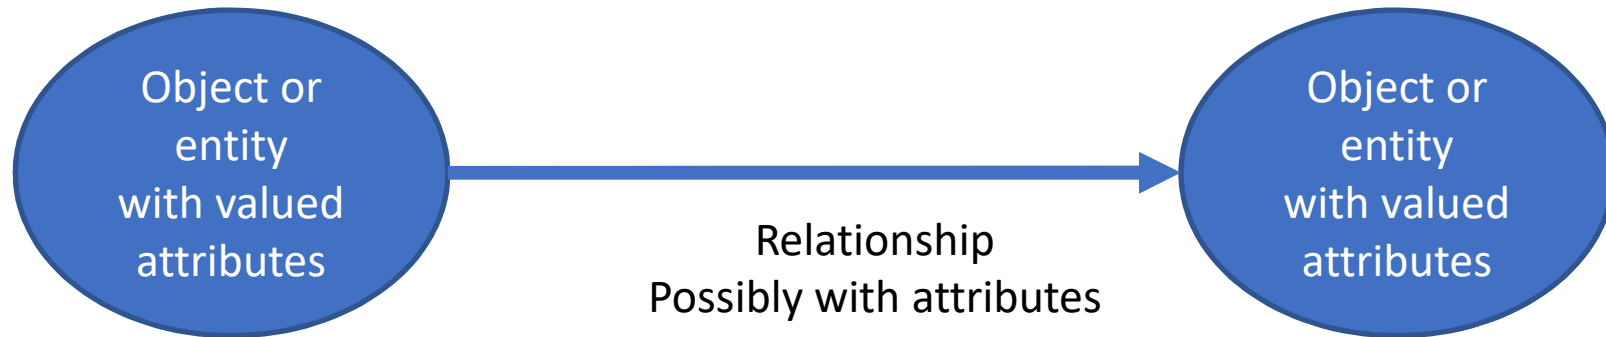 Object or
entity
with valued
attributes
Relationship
Possibly with attributes
Object or
entity
with valued
attributes